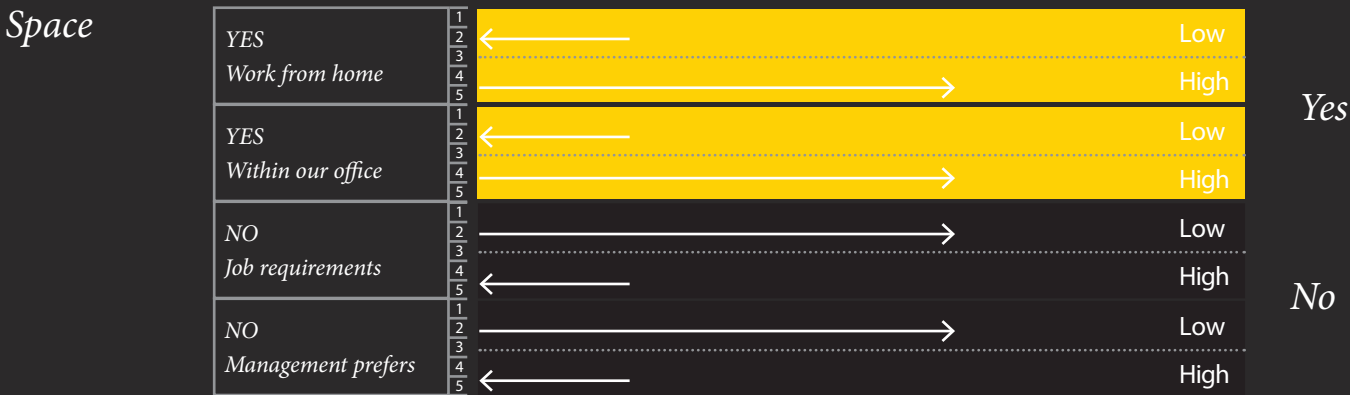 Space
YES
Work from home
1
2
3
4
5
Low
High
YES
Within our office
1
2
3
4
5
Low
High
Yes
NO
Job requirements
1
2
3
4
5
Low
High
NO
Management prefers
1
2
3
4
5
Low
High
No